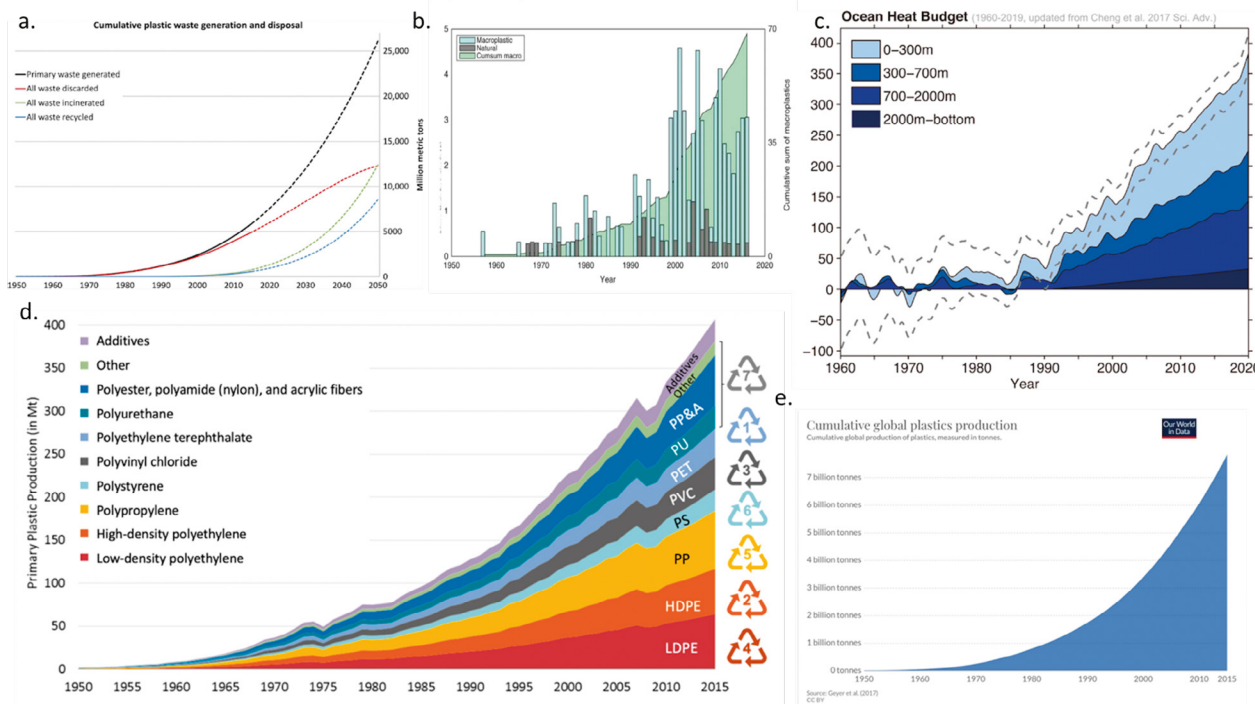 a.
Cumulative plastic waste generation and disposal
Primary waste generated
All waste discarded
All waste incinerated
All waste recycled
25,000
20,000
15,000
10,000
5000
0
Million metric tons
1950 1960 1970 1980 1990 2000 2010 2020 2030 2040 2050
b.
Macroplastic
Natural
Cumsum macro
5
4
3
2
1
0
70
35
0
Cumulative sum of macroplastics
1950 1960 1970 1980 1990 2000 2010 2020
Year
c.
Ocean Heat Budget (1960-2019, updated from Cheng et al. 2017 Sci. Adv.)
0-300m
300-700m
700-2000m
2000m-bottom
400
350
300
250
200
150
100
50
0
-50
-100
1960 1970 1980 1990 2000 2010 2020
Year
d.
Primary Plastic Production (in Mt)
400
350
300
250
200
150
100
50
0
Additives
Other
Polyester, polyamide (nylon), and acrylic fibers
Polyurethane
Polyethylene terephthalate
Polyvinyl chloride
Polystyrene
Polypropylene
High-density polyethylene
Low-density polyethylene
Additives
Other
PP&A
PU
PET
PVC
PS
PP
HDPE
LDPE
7
1
3
6
5
2
4
1950 1955 1960 1965 1970 1975 1980 1985 1990 1995 2000 2005 2010 2015
e.
Cumulative global plastics production
Cumulative global production of plastics, measured in tonnes.
Our World
in Data
7 billion tonnes
6 billion tonnes
5 billion tonnes
4 billion tonnes
3 billion tonnes
2 billion tonnes
1 billion tonnes
0 tonnes
1950 1960 1970 1980 1990 2000 2010 2015
Source: Geyer et al. (2017)
CC BY